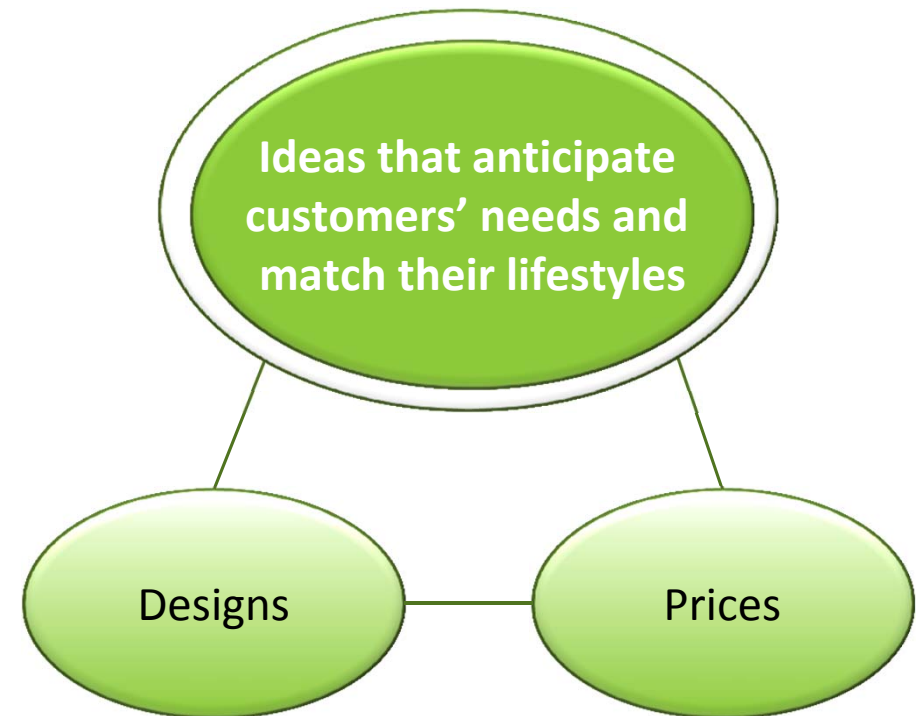 Ideas that anticipate
customers’ needs and
match their lifestyles
Designs
Prices